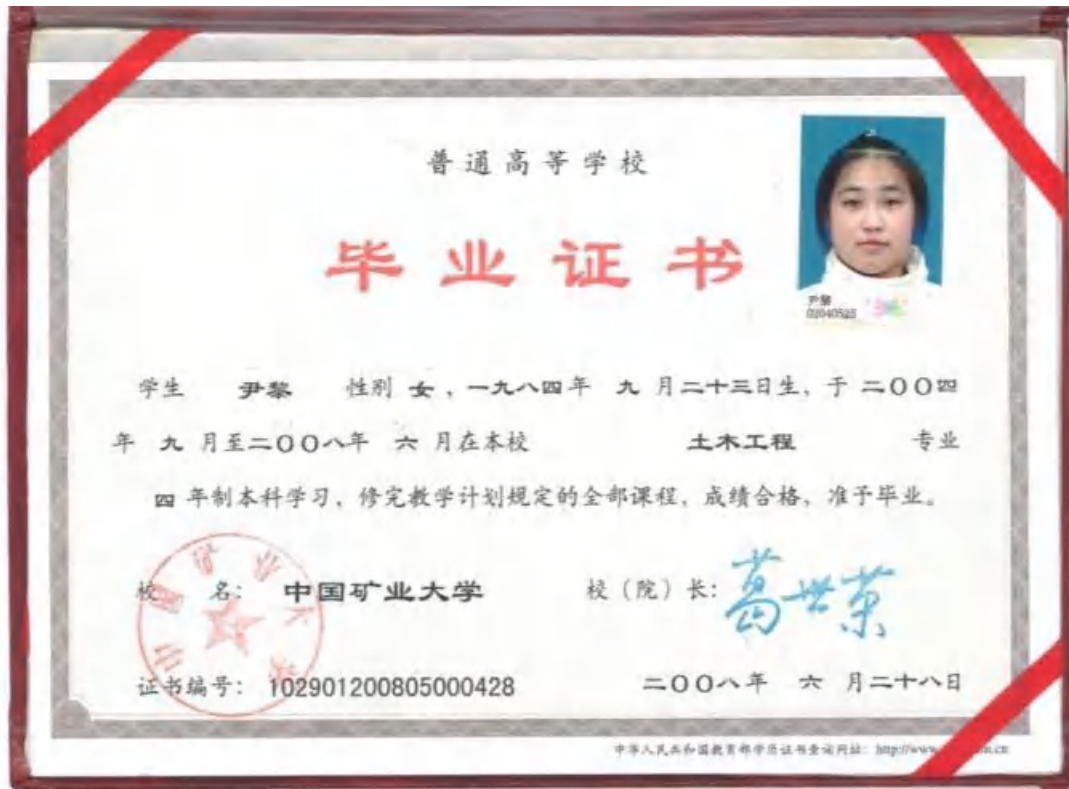 普通高等学校
毕业证书
尹黎
02040525
学生 尹黎 性别 女，一九八四年 九 月二十三日生，于 二〇〇四
年 九 月至二〇〇八年 六 月在本校 土木工程 专业
四 年制本科学习，修完教学计划规定的全部课程，成绩合格，准予毕业。
校 名： 中国矿业大学 校（院）长： 葛世荣
证书编号： 102901200805000428 二〇〇八年 六 月二十八日
中华人民共和国教育部学历证书查询网址： http://www.